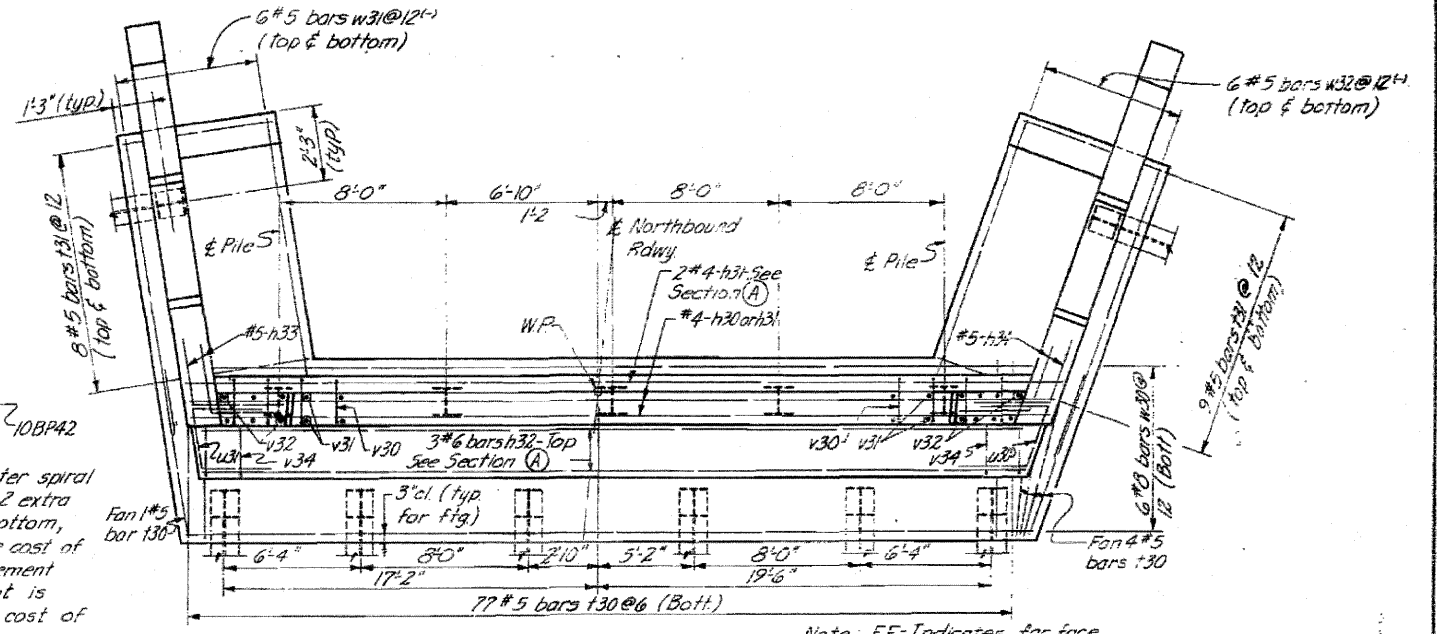 6 #5 bars w31@12(-)
(top & bottom)
1'-3" (typ.)
2'-3"
(typ)
6 #5 bars w32@12(-)
(top & bottom)
8 #5 bars t31 @ 12
(top & bottom)
8'-0"
6'-10"
8'-0"
8'-0"
1'-2
℄ Northbound
Rdwy.
℄ Pile
℄ Pile
2 #4-h31-See
Section (A)
#4-h30 or h31
W.P.
#5-h33
#5-h34
9 #5 bars t31 @ 12
(top & bottom)
10BP42
v32
v31
v30
v34
u31
3 #6 bars h32-Top
See Section (A)
v30
v31
v32
v34
6 #8 bars w30@
12 (Bott)
ter spiral
2 extra
ottom,
e cost of
ement
t is
cost of
Fan 1 #5
bar t30
3"cl. (typ.
for ftg.)
Fan 4 #5
bars t30
6'-4"
8'-0"
2'-10"
5'-2"
8'-0"
6'-4"
17'-2"
19'-6"
77 #5 bars t30 @6 (Bott.)
Note: FF-Indicates far face